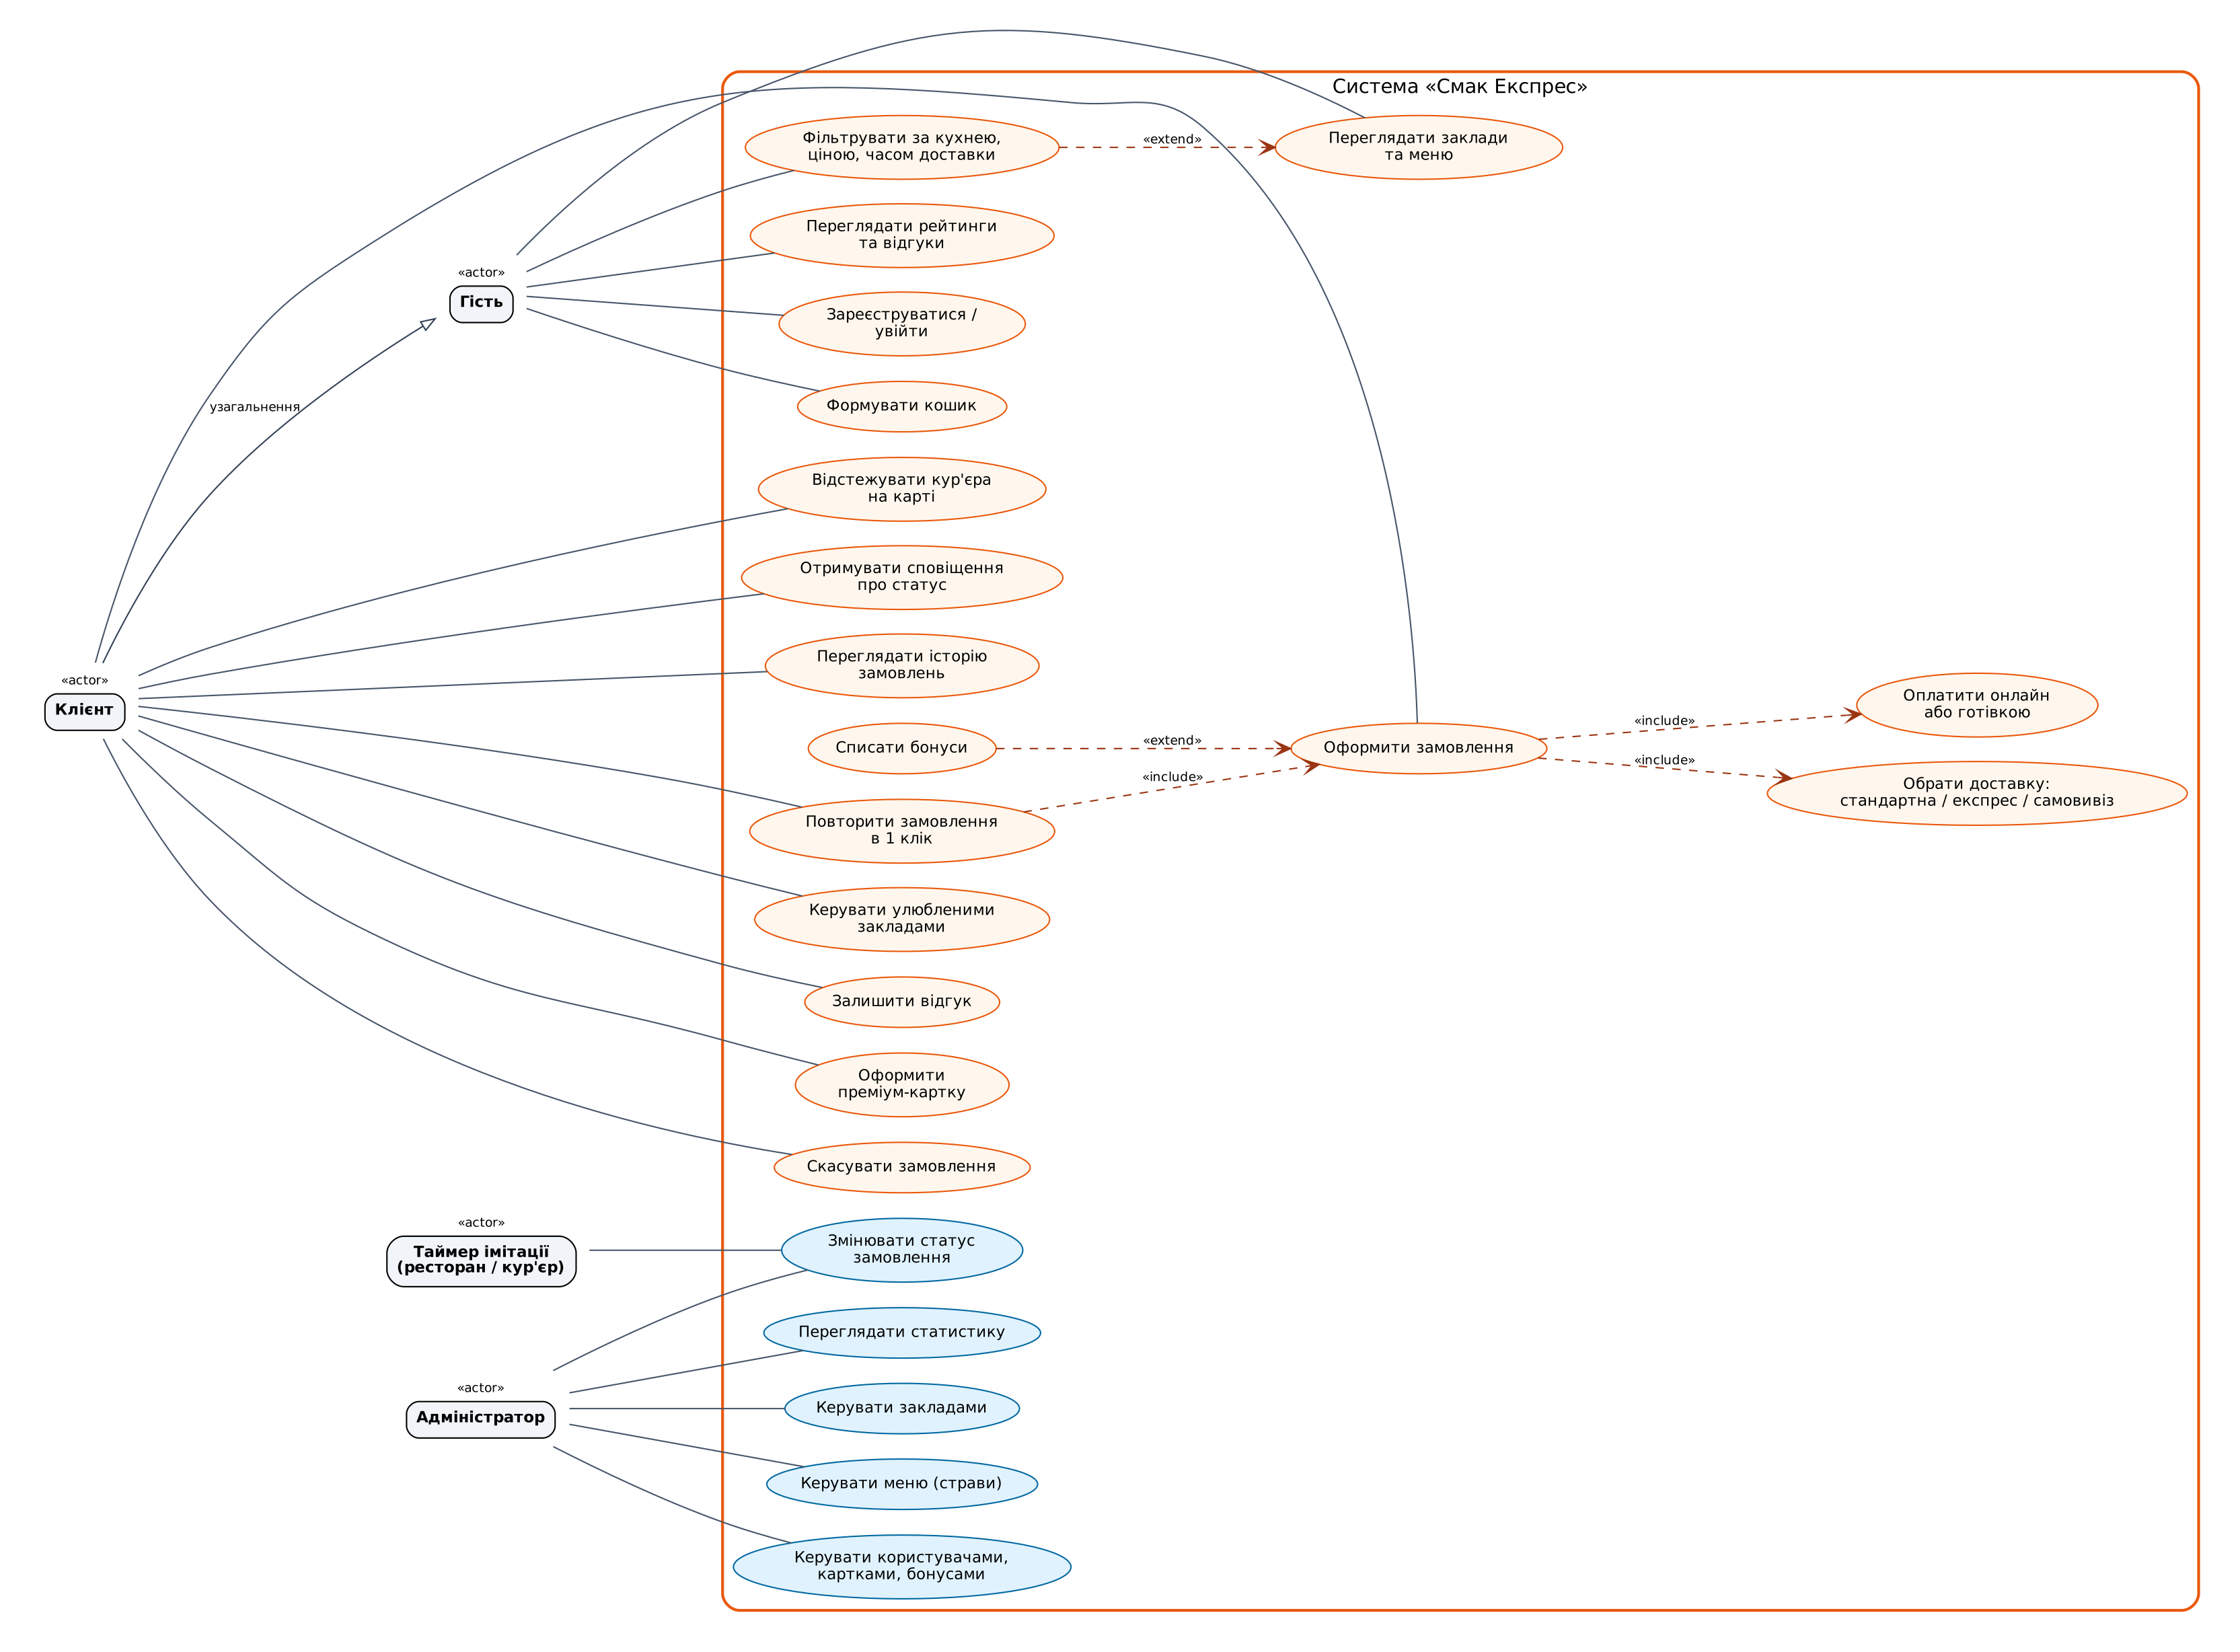 Система «Смак Експрес»
Фільтрувати за кухнею,
ціною, часом доставки
«extend»
Переглядати заклади
та меню
Переглядати рейтинги
та відгуки
«actor»
Гість
Зареєструватися /
увійти
Формувати кошик
узагальнення
Відстежувати кур'єра
на карті
Отримувати сповіщення
про статус
Переглядати історію
замовлень
«actor»
Клієнт
Списати бонуси
«extend»
Оформити замовлення
«include»
Оплатити онлайн
або готівкою
«include»
Обрати доставку:
стандартна / експрес / самовивіз
«include»
Повторити замовлення
в 1 клік
Керувати улюбленими
закладами
Залишити відгук
Оформити
преміум-картку
Скасувати замовлення
«actor»
Таймер імітації
(ресторан / кур'єр)
Змінювати статус
замовлення
Переглядати статистику
«actor»
Адміністратор
Керувати закладами
Керувати меню (страви)
Керувати користувачами,
картками, бонусами